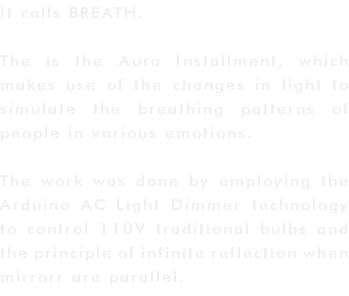 It calls BREATH.
The is the Aura Installment, which
makes use of the changes in light to
simulate the breathing patterns of
people in various emotions.
The work was done by employing the
Arduino AC Light Dimmer technology
to control 110V traditional bulbs and
the principle of infinite reflection when
mirrorr are parallel.